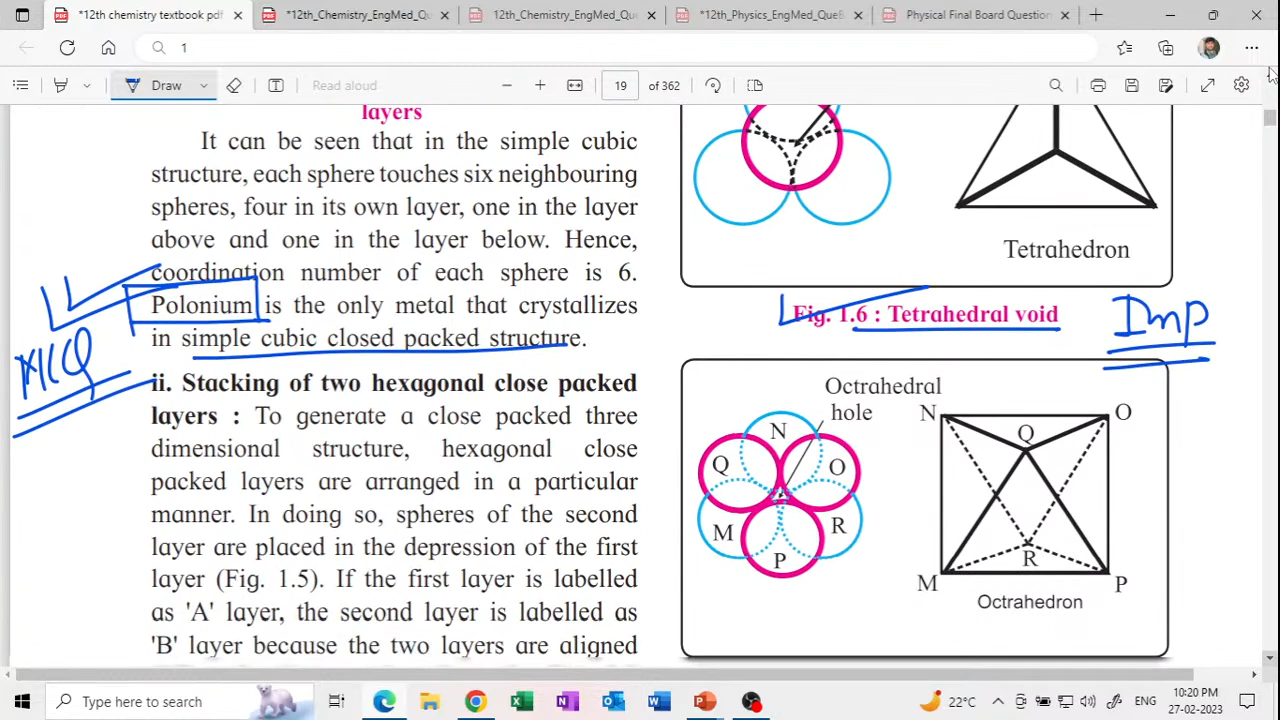 *12th chemistry textbook pdf
*12th_Chemistry_EngMed_Qu
*12th_Chemistry_EngMed_Que
*12th_Physics_EngMed_QueB
Physical Final Board Question
1
Draw
Read aloud
19 of 362
layers
It can be seen that in the simple cubic
structure, each sphere touches six neighbouring
spheres, four in its own layer, one in the layer
above and one in the layer below. Hence,
coordination number of each sphere is 6.
Polonium is the only metal that crystallizes
in simple cubic closed packed structure.
MCQ
ii. Stacking of two hexagonal close packed
layers : To generate a close packed three
dimensional structure, hexagonal close
packed layers are arranged in a particular
manner. In doing so, spheres of the second
layer are placed in the depression of the first
layer (Fig. 1.5). If the first layer is labelled
as 'A' layer, the second layer is labelled as
'B' layer because the two layers are aligned
Tetrahedron
Fig. 1.6 : Tetrahedral void
Imp
Octrahedral
hole
N
Q
O
M
R
P
N
O
Q
R
M
P
Octrahedron
Type here to search
22°C
ENG
10:20 PM
27-02-2023